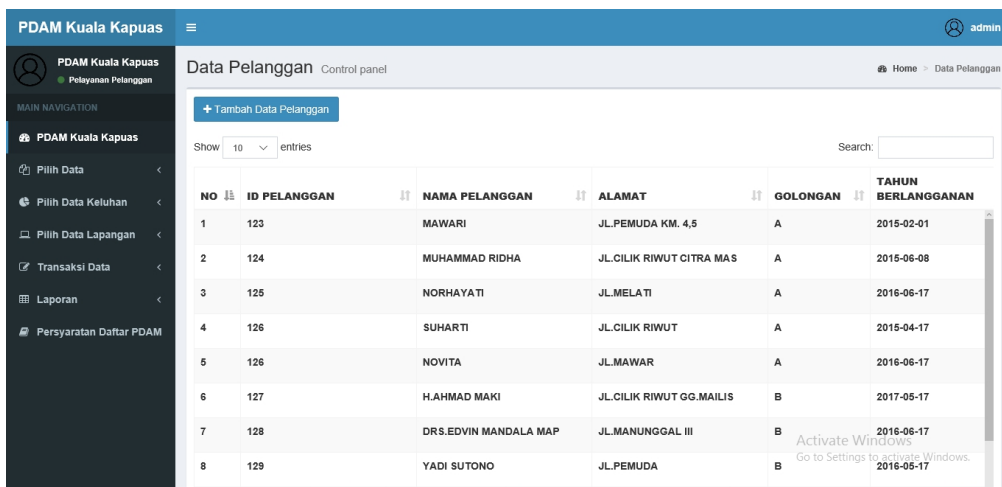 PDAM Kuala Kapuas
admin
PDAM Kuala Kapuas
Pelayanan Pelanggan
Data Pelanggan Control panel
Home > Data Pelanggan
MAIN NAVIGATION
+ Tambah Data Pelanggan
PDAM Kuala Kapuas
Pilih Data
Pilih Data Keluhan
Pilih Data Lapangan
Transaksi Data
Laporan
Persyaratan Daftar PDAM
Show 10 entries
Search:
NO ID PELANGGAN NAMA PELANGGAN ALAMAT GOLONGAN TAHUN BERLANGGANAN
1 123 MAWARI JL.PEMUDA KM. 4,5 A 2015-02-01
2 124 MUHAMMAD RIDHA JL.CILIK RIWUT CITRA MAS A 2015-06-08
3 125 NORHAYATI JL.MELATI A 2016-06-17
4 126 SUHARTI JL.CILIK RIWUT A 2015-04-17
5 126 NOVITA JL.MAWAR A 2016-06-17
6 127 H.AHMAD MAKI JL.CILIK RIWUT GG.MAILIS B 2017-05-17
7 128 DRS.EDVIN MANDALA MAP JL.MANUNGGAL III B 2016-06-17
8 129 YADI SUTONO JL.PEMUDA B 2016-05-17
Activate Windows
Go to Settings to activate Windows.